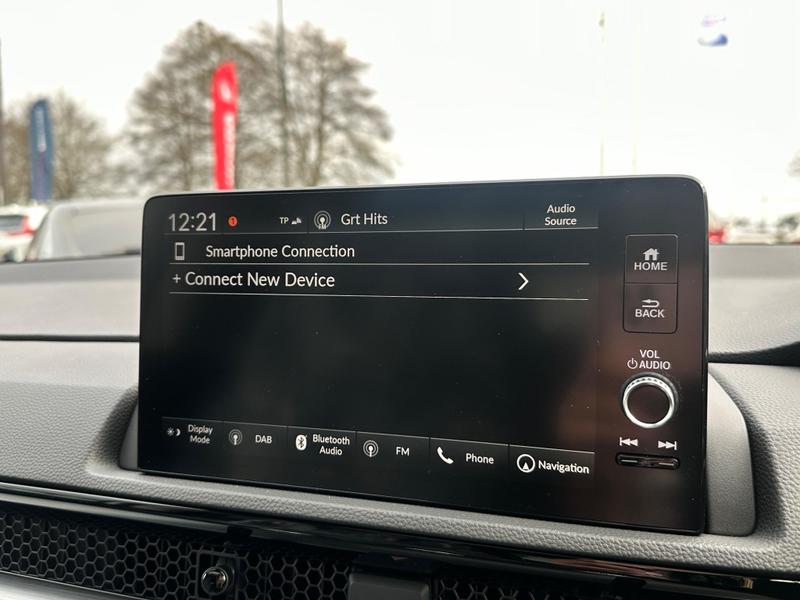 12:21
1
TP
Grt Hits
Audio
Source
Smartphone Connection
+ Connect New Device
HOME
BACK
VOL
AUDIO
Display
Mode
DAB
Bluetooth
Audio
FM
Phone
Navigation